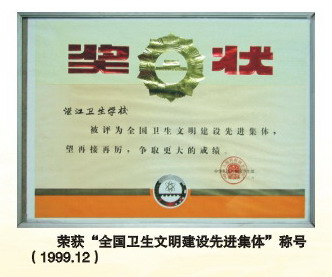 奖状
湛江卫生学校
被评为全国卫生文明建设先进集体，
望再接再厉，争取更大的成绩。
荣获“全国卫生文明建设先进集体”称号
（1999.12）